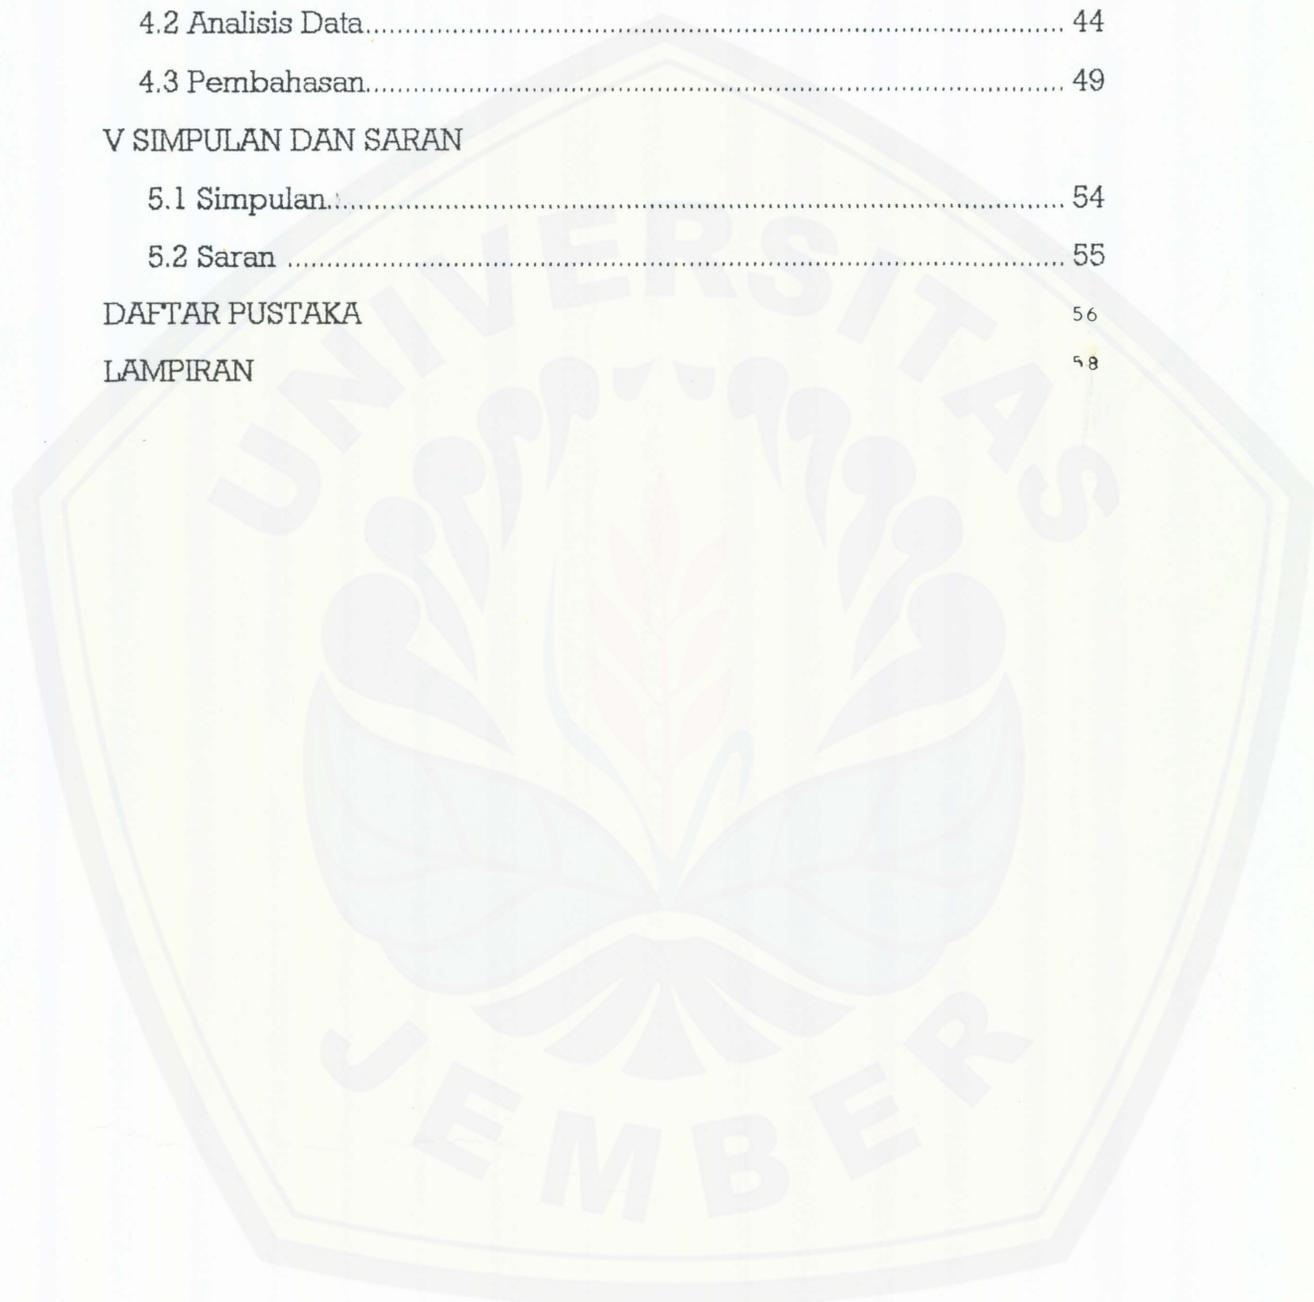 4.2 Analisis Data.......................................................................... 44
4.3 Pembahasan.......................................................................... 49
V SIMPULAN DAN SARAN
5.1 Simpulan.......................................................................... 54
5.2 Saran .......................................................................... 55
DAFTAR PUSTAKA 56
LAMPIRAN 58
UNIVERSITAS
JEMBER